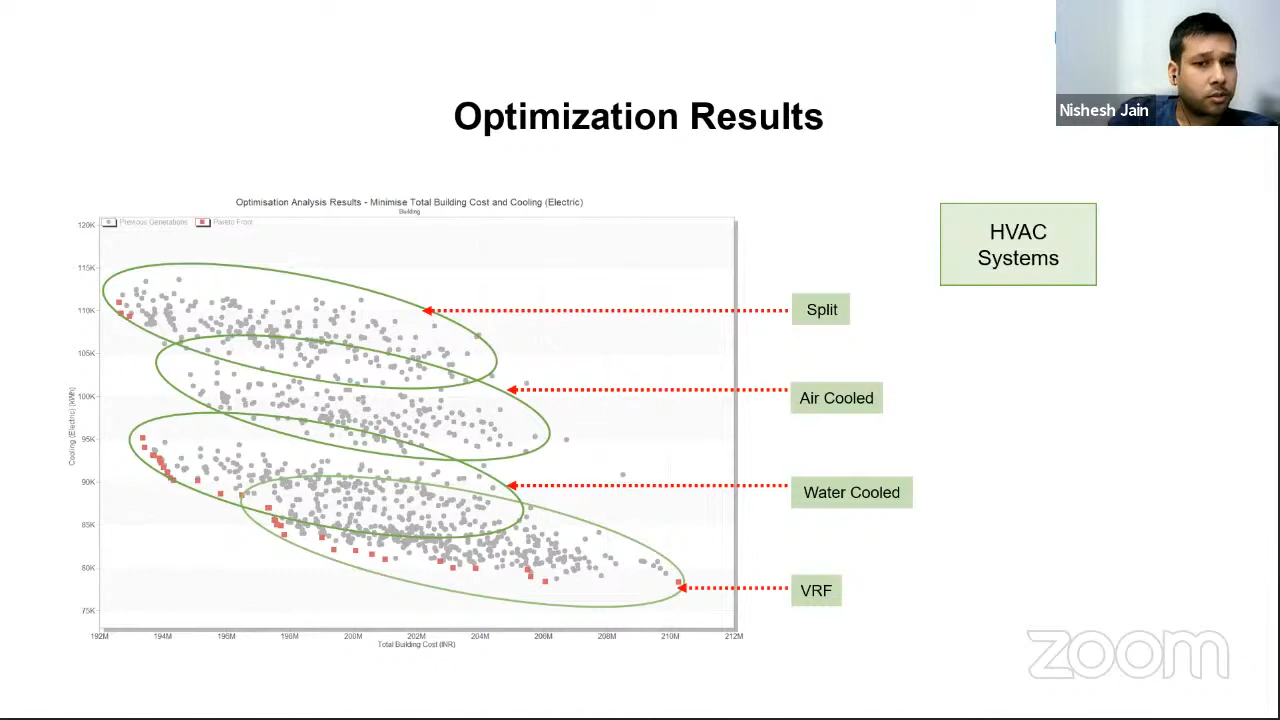 Nishesh Jain
Optimization Results
Optimisation Analysis Results - Minimise Total Building Cost and Cooling (Electric)
Building
Previous Generations
Pareto Front
120K
115K
110K
105K
100K
95K
90K
85K
80K
75K
Cooling (Electric) (kWh)
192M 194M 196M 198M 200M 202M 204M 206M 208M 210M 212M
Total Building Cost (INR)
HVAC
Systems
Split
Air Cooled
Water Cooled
VRF
zoom